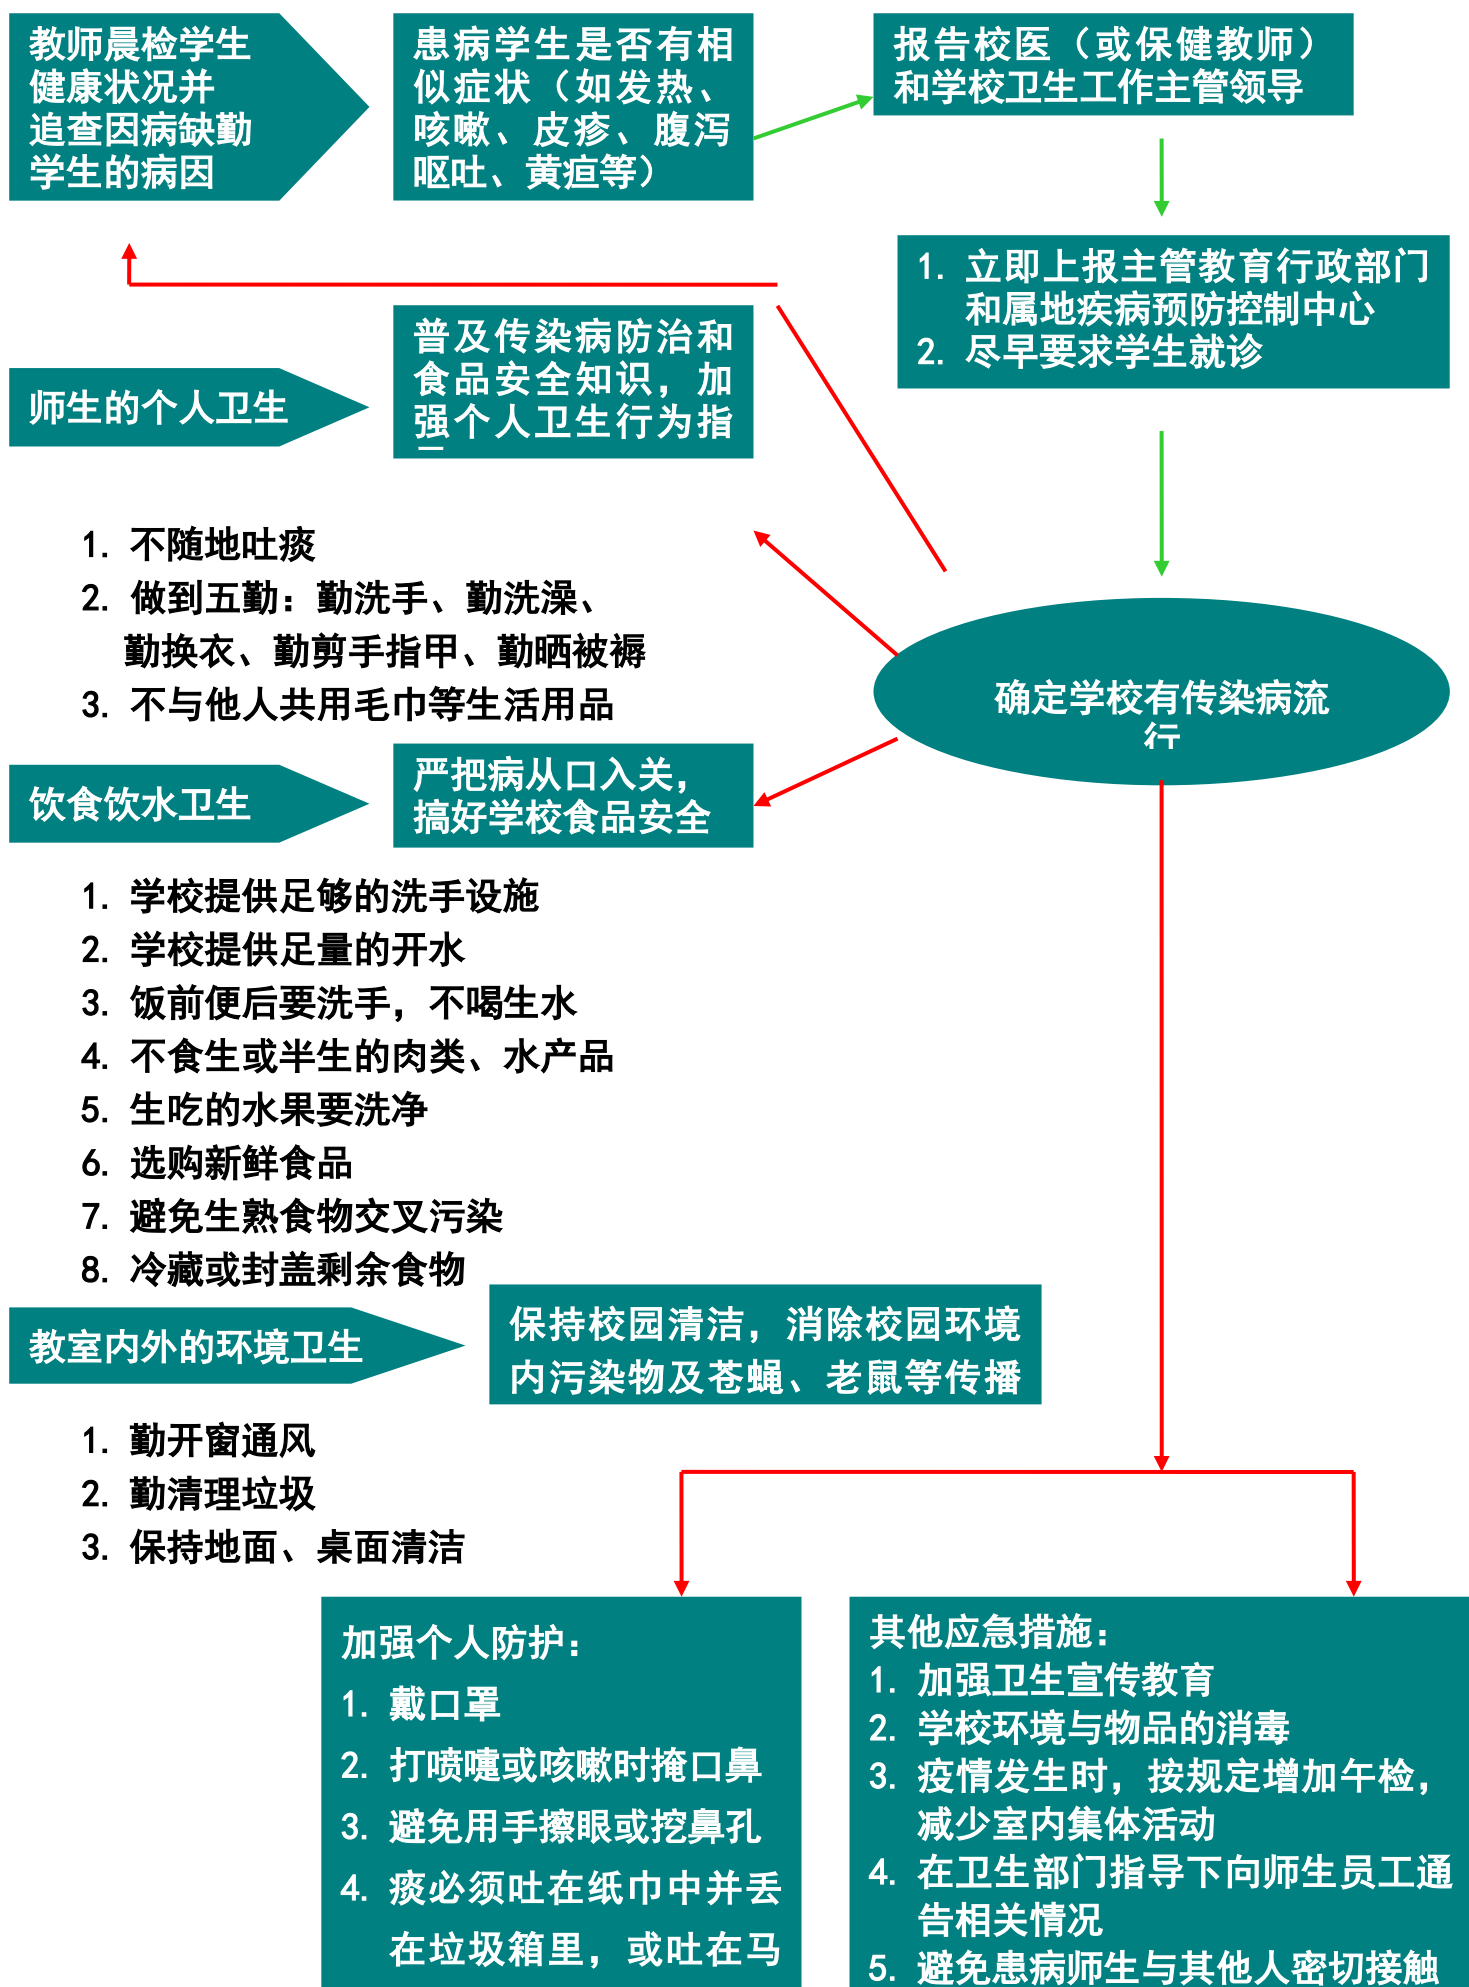 教师晨检学生
健康状况并
追查因病缺勤
学生的病因
患病学生是否有相
似症状（如发热、
咳嗽、皮疹、腹泻
呕吐、黄疸等）
报告校医（或保健教师）
和学校卫生工作主管领导
1. 立即上报主管教育行政部门
和属地疾病预防控制中心
2. 尽早要求学生就诊
师生的个人卫生
普及传染病防治和
食品安全知识，加
强个人卫生行为指
1. 不随地吐痰
2. 做到五勤：勤洗手、勤洗澡、
勤换衣、勤剪手指甲、勤晒被褥
3. 不与他人共用毛巾等生活用品
确定学校有传染病流
行
饮食饮水卫生
严把病从口入关，
搞好学校食品安全
1. 学校提供足够的洗手设施
2. 学校提供足量的开水
3. 饭前便后要洗手，不喝生水
4. 不食生或半生的肉类、水产品
5. 生吃的水果要洗净
6. 选购新鲜食品
7. 避免生熟食物交叉污染
8. 冷藏或封盖剩余食物
教室内外的环境卫生
保持校园清洁，消除校园环境
内污染物及苍蝇、老鼠等传播
1. 勤开窗通风
2. 勤清理垃圾
3. 保持地面、桌面清洁
加强个人防护：
1. 戴口罩
2. 打喷嚏或咳嗽时掩口鼻
3. 避免用手擦眼或挖鼻孔
4. 痰必须吐在纸巾中并丢
在垃圾箱里，或吐在马
其他应急措施：
1. 加强卫生宣传教育
2. 学校环境与物品的消毒
3. 疫情发生时，按规定增加午检，
减少室内集体活动
4. 在卫生部门指导下向师生员工通
告相关情况
5. 避免患病师生与其他人密切接触